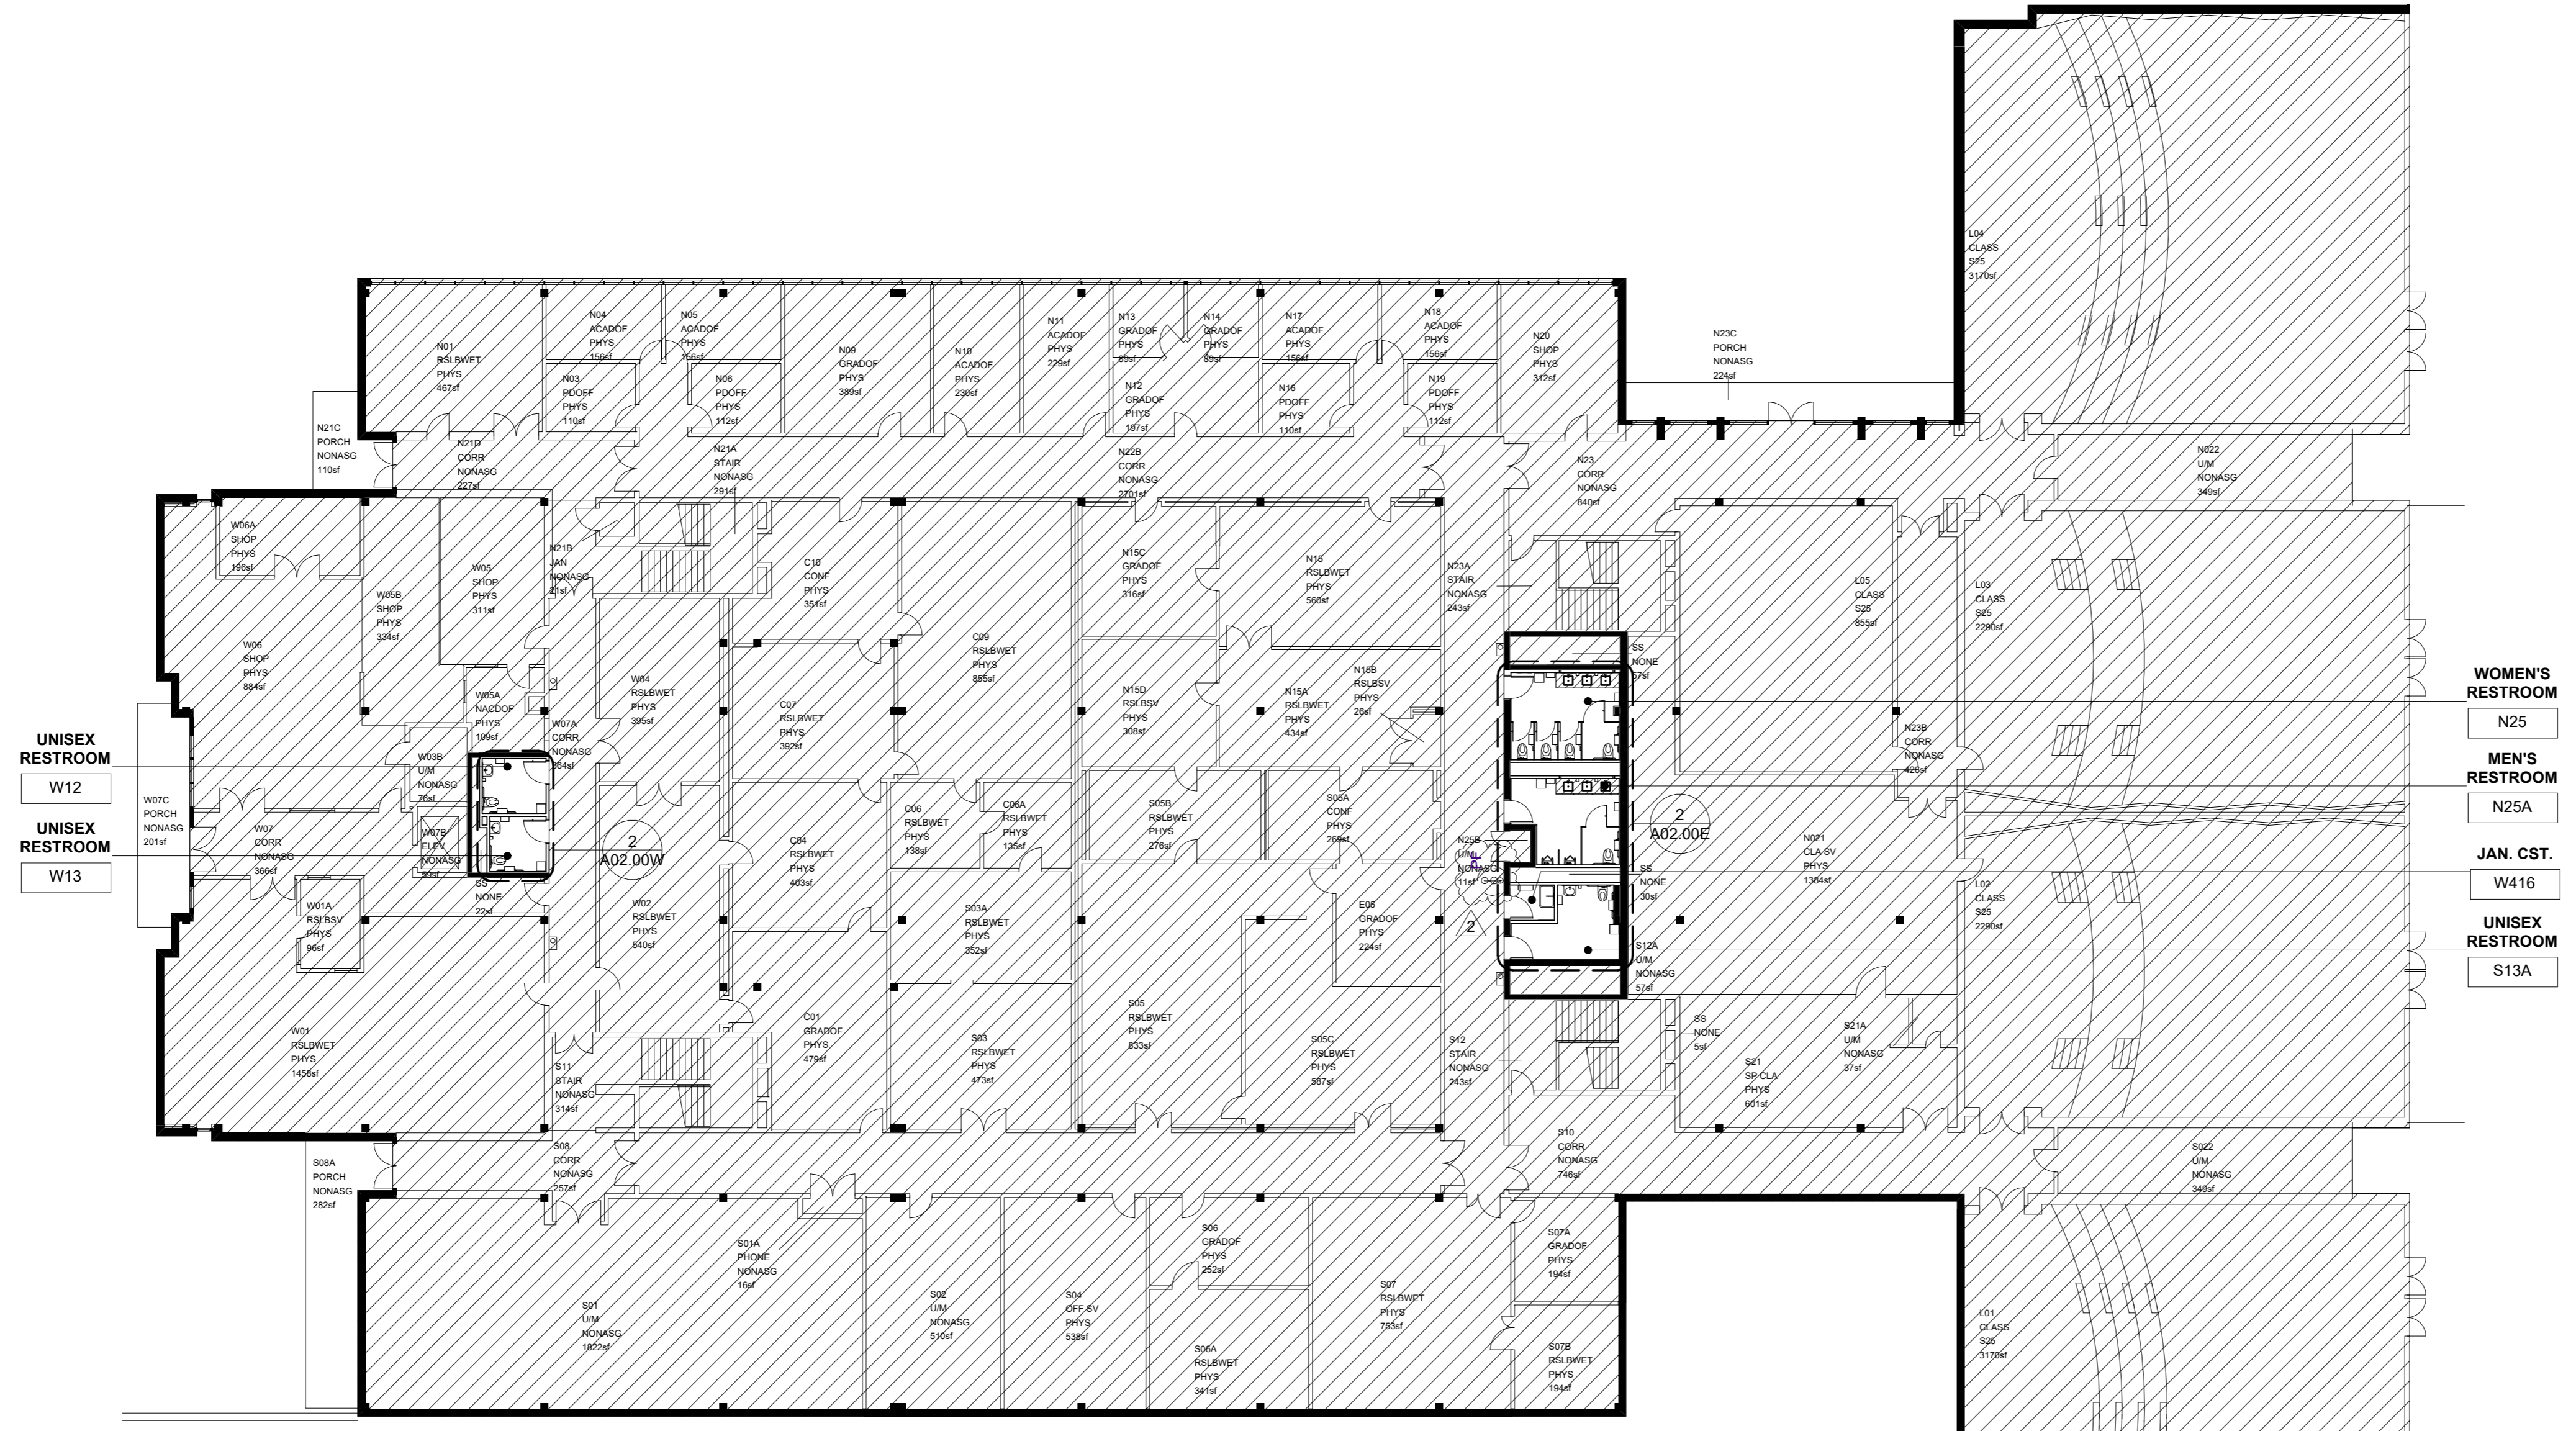 L04
CLASS
S25
3170sf
N01
RSLBWET
PHYS
467sf
N04
ACADOF
PHYS
156sf
N05
ACADOF
PHYS
156sf
N03
PDOFF
PHYS
110sf
N06
PDOFF
PHYS
112sf
N09
GRADOF
PHYS
389sf
N10
ACADOF
PHYS
230sf
N11
ACADOF
PHYS
229sf
N13
GRADOF
PHYS
89sf
N14
GRADOF
PHYS
89sf
N12
GRADOF
PHYS
197sf
N17
ACADOF
PHYS
156sf
N16
PDOFF
PHYS
110sf
N18
ACADOF
PHYS
156sf
N19
PDOFF
PHYS
112sf
N20
SHOP
PHYS
312sf
N23C
PORCH
NONASG
224sf
N21C
PORCH
NONASG
110sf
N21D
CORR
NONASG
227sf
N21A
STAIR
NONASG
291sf
N22B
CORR
NONASG
2701sf
N23
CORR
NONASG
840sf
N022
U/M
NONASG
349sf
W06A
SHOP
PHYS
196sf
W06
SHOP
PHYS
884sf
W05B
SHOP
PHYS
334sf
W05
SHOP
PHYS
311sf
N21B
JAN
NONASG
21sf
C10
CONF
PHYS
351sf
N15C
GRADOF
PHYS
316sf
N15
RSLBWET
PHYS
560sf
N23A
STAIR
NONASG
243sf
L05
CLASS
S25
855sf
L03
CLASS
S25
2290sf
W05A
NACDOF
PHYS
109sf
W07A
CORR
NONASG
864sf
W04
RSLBWET
PHYS
395sf
C07
RSLBWET
PHYS
392sf
C09
RSLBWET
PHYS
855sf
N15D
RSLBSV
PHYS
308sf
N15A
RSLBWET
PHYS
434sf
N15B
RSLBSV
PHYS
26sf
SS
NONE
57sf
N23B
CORR
NONASG
426sf
WOMEN'S
RESTROOM
N25
MEN'S
RESTROOM
N25A
JAN. CST.
W416
UNISEX
RESTROOM
S13A
UNISEX
RESTROOM
W12
UNISEX
RESTROOM
W13
W07C
PORCH
NONASG
201sf
W07
CORR
NONASG
366sf
W03B
U/M
NONASG
76sf
W07B
ELEV
NONASG
59sf
SS
NONE
22sf
2
A02.00W
W01A
RSLBSV
PHYS
96sf
W01
RSLBWET
PHYS
1458sf
W02
RSLBWET
PHYS
540sf
C04
RSLBWET
PHYS
403sf
C06
RSLBWET
PHYS
138sf
C06A
RSLBWET
PHYS
135sf
S03A
RSLBWET
PHYS
352sf
S05B
RSLBWET
PHYS
276sf
S05A
CONF
PHYS
269sf
E05
GRADOF
PHYS
224sf
N25B
U/M
NONASG
11sf
PF
2
2
A02.00E
SS
NONE
30sf
S12A
U/M
NONASG
57sf
N021
CLA SV
PHYS
1384sf
L02
CLASS
S25
2290sf
C01
GRADOF
PHYS
479sf
S03
RSLBWET
PHYS
473sf
S05
RSLBWET
PHYS
833sf
S05C
RSLBWET
PHYS
587sf
S12
STAIR
NONASG
243sf
SS
NONE
5sf
S21
SP CLA
PHYS
601sf
S21A
U/M
NONASG
37sf
S11
STAIR
NONASG
314sf
S08
CORR
NONASG
257sf
S08A
PORCH
NONASG
282sf
S10
CORR
NONASG
746sf
S022
U/M
NONASG
349sf
S01A
PHONE
NONASG
16sf
S01
U/M
NONASG
1822sf
S02
U/M
NONASG
510sf
S04
OFF SV
PHYS
538sf
S06
GRADOF
PHYS
252sf
S06A
RSLBWET
PHYS
341sf
S07
RSLBWET
PHYS
753sf
S07A
GRADOF
PHYS
194sf
S07B
RSLBWET
PHYS
194sf
L01
CLASS
S25
3170sf